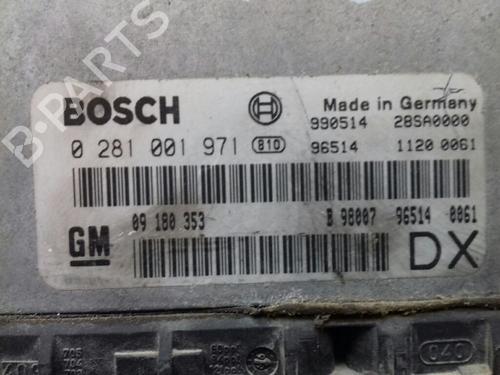 B-PARTS
BOSCH
Made in Germany
990514 28SA0000
0 281 001 971 810 96514 1120 0061
GM 09 180 353 B 98007 96514 0061
DX
040